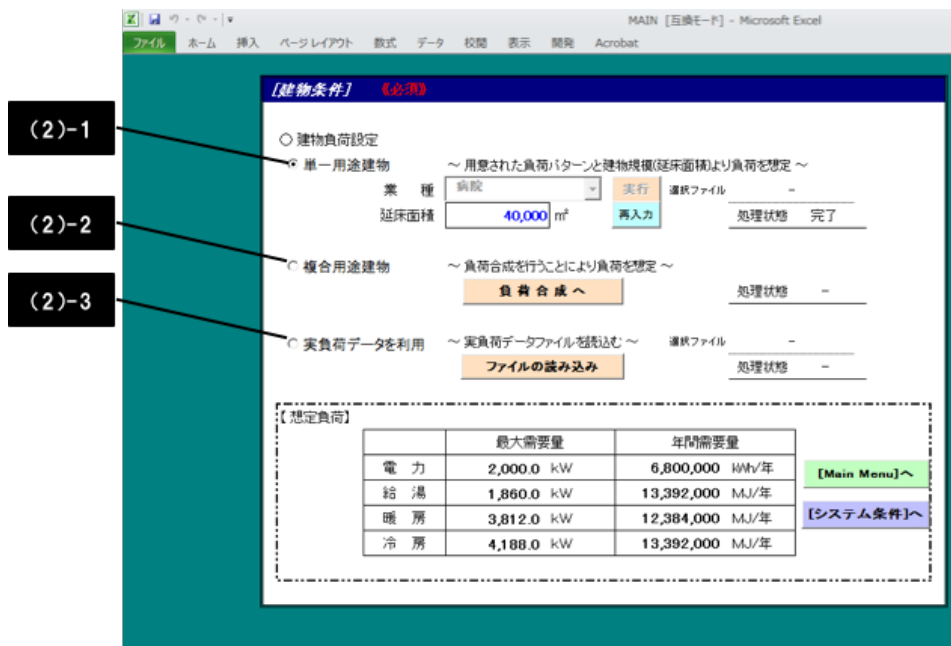 MAIN [互換モード] - Microsoft Excel
ファイル ホーム 挿入 ページ レイアウト 数式 データ 校閲 表示 開発 Acrobat
[建物条件] 《必須》
(2)-1
○ 建物負荷設定
単一用途建物 ～ 用意された負荷パターンと建物規模(延床面積)より負荷を想定 ～
業 種 病院 実行 選択ファイル -
延床面積 40,000 ㎡ 再入力 処理状態 完了
(2)-2
複合用途建物 ～ 負荷合成を行うことにより負荷を想定 ～
負 荷 合 成 へ 処理状態 -
(2)-3
実負荷データを利用 ～ 実負荷データファイルを読込む ～ 選択ファイル -
ファイルの読み込み 処理状態 -
【 想定負荷】
最大需要量 年間需要量
電 力 2,000.0 kW 6,800,000 kWh/年
給 湯 1,860.0 kW 13,392,000 MJ/年
暖 房 3,812.0 kW 12,384,000 MJ/年
冷 房 4,188.0 kW 13,392,000 MJ/年
[Main Menu]へ
[システム条件]へ